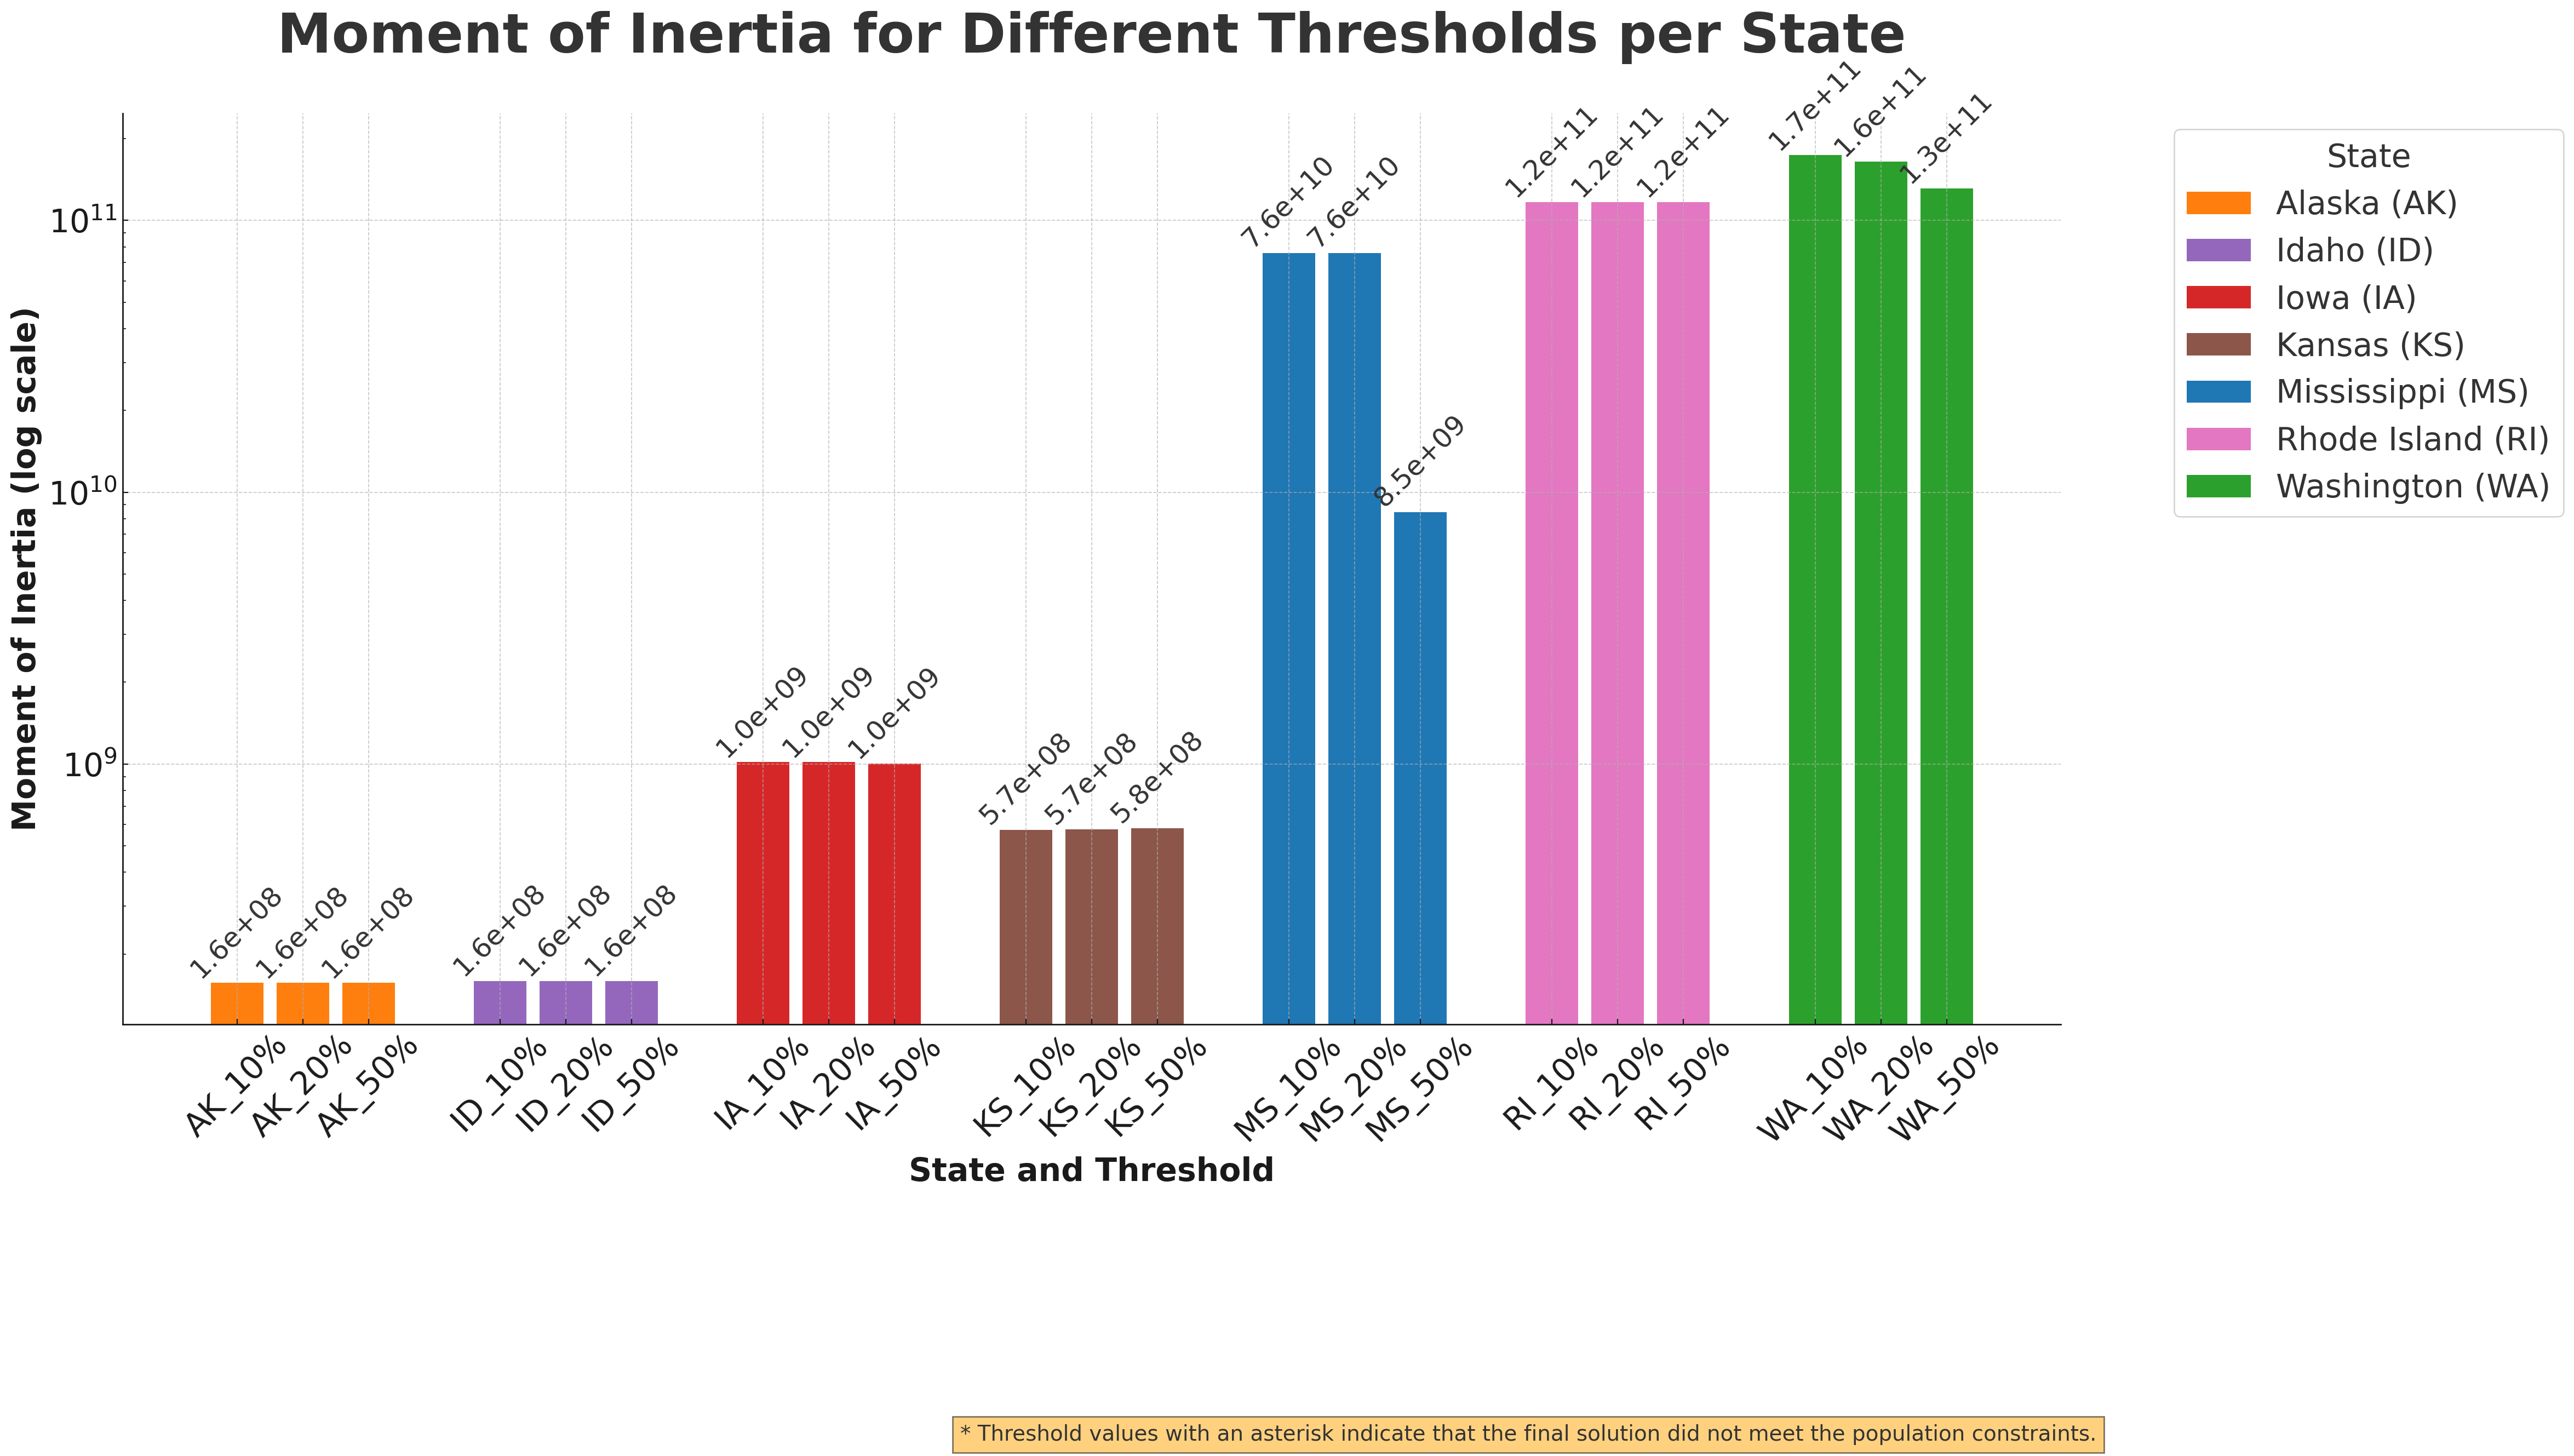 Moment of Inertia for Different Thresholds per State
Moment of Inertia (log scale)
10¹¹
10¹⁰
10⁹
1.6e+08
1.6e+08
1.6e+08
1.6e+08
1.6e+08
1.6e+08
1.0e+09
1.0e+09
1.0e+09
5.7e+08
5.7e+08
5.8e+08
7.6e+10
7.6e+10
8.5e+09
1.2e+11
1.2e+11
1.2e+11
1.7e+11
1.6e+11
1.3e+11
AK_10%
AK_20%
AK_50%
ID_10%
ID_20%
ID_50%
IA_10%
IA_20%
IA_50%
KS_10%
KS_20%
KS_50%
MS_10%
MS_20%
MS_50%
RI_10%
RI_20%
RI_50%
WA_10%
WA_20%
WA_50%
State and Threshold
State
Alaska (AK)
Idaho (ID)
Iowa (IA)
Kansas (KS)
Mississippi (MS)
Rhode Island (RI)
Washington (WA)
* Threshold values with an asterisk indicate that the final solution did not meet the population constraints.